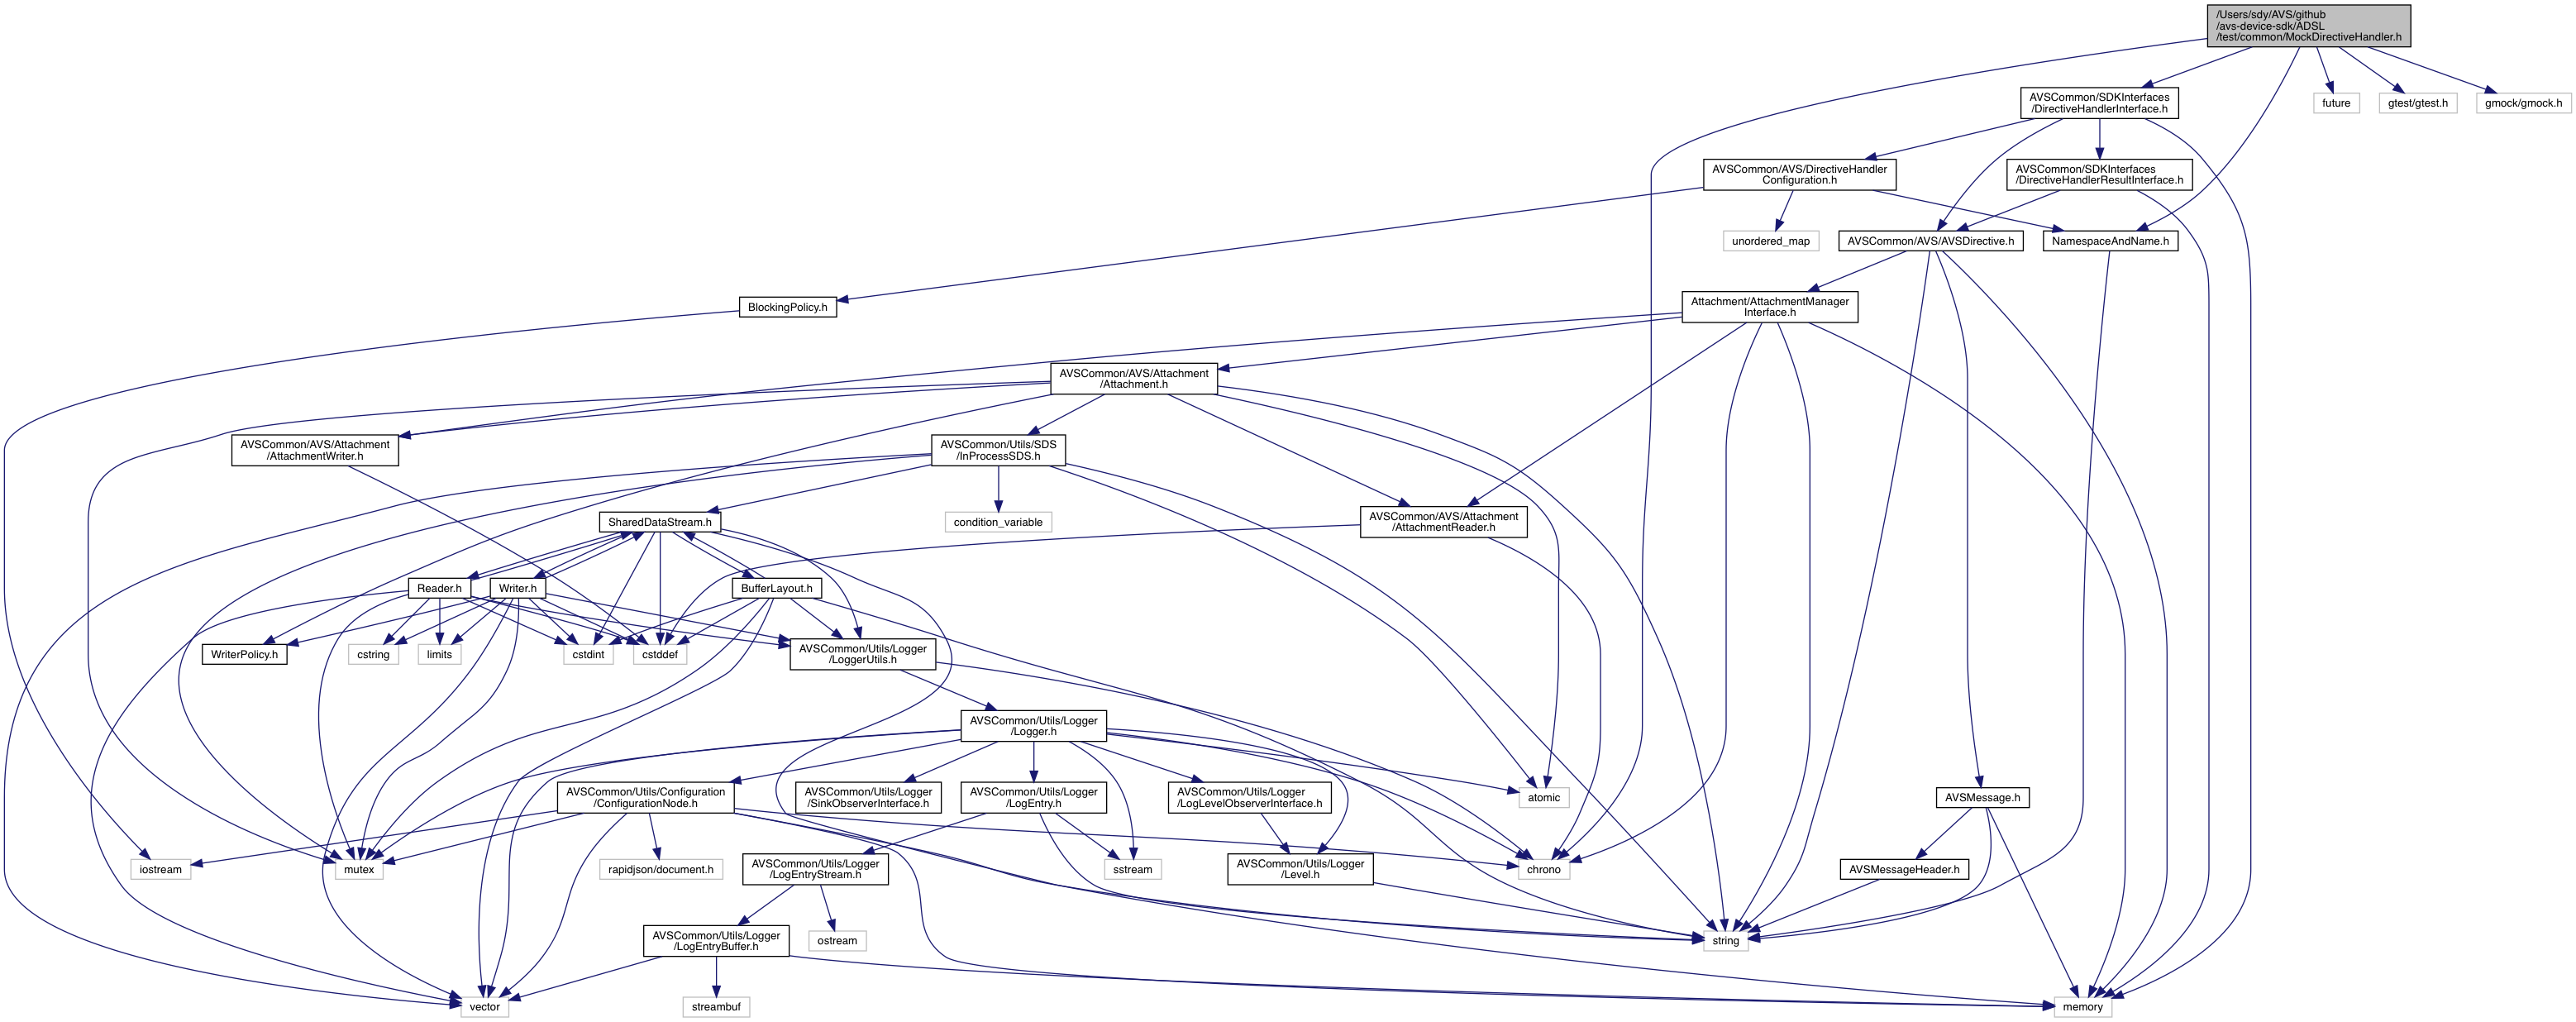 /Users/sdy/AVS/github
/avs-device-sdk/ADSL
/test/common/MockDirectiveHandler.h
AVSCommon/SDKInterfaces
/DirectiveHandlerInterface.h
future
gtest/gtest.h
gmock/gmock.h
AVSCommon/AVS/DirectiveHandler
Configuration.h
AVSCommon/SDKInterfaces
/DirectiveHandlerResultInterface.h
unordered_map
AVSCommon/AVS/AVSDirective.h
NamespaceAndName.h
BlockingPolicy.h
Attachment/AttachmentManager
Interface.h
AVSCommon/AVS/Attachment
/Attachment.h
AVSCommon/AVS/Attachment
/AttachmentWriter.h
AVSCommon/Utils/SDS
/InProcessSDS.h
SharedDataStream.h
condition_variable
AVSCommon/AVS/Attachment
/AttachmentReader.h
Reader.h
Writer.h
BufferLayout.h
WriterPolicy.h
cstring
limits
cstdint
cstddef
AVSCommon/Utils/Logger
/LoggerUtils.h
AVSCommon/Utils/Logger
/Logger.h
AVSCommon/Utils/Configuration
/ConfigurationNode.h
AVSCommon/Utils/Logger
/SinkObserverInterface.h
AVSCommon/Utils/Logger
/LogEntry.h
AVSCommon/Utils/Logger
/LogLevelObserverInterface.h
atomic
AVSMessage.h
iostream
mutex
rapidjson/document.h
AVSCommon/Utils/Logger
/LogEntryStream.h
sstream
AVSCommon/Utils/Logger
/Level.h
chrono
AVSMessageHeader.h
AVSCommon/Utils/Logger
/LogEntryBuffer.h
ostream
string
vector
streambuf
memory